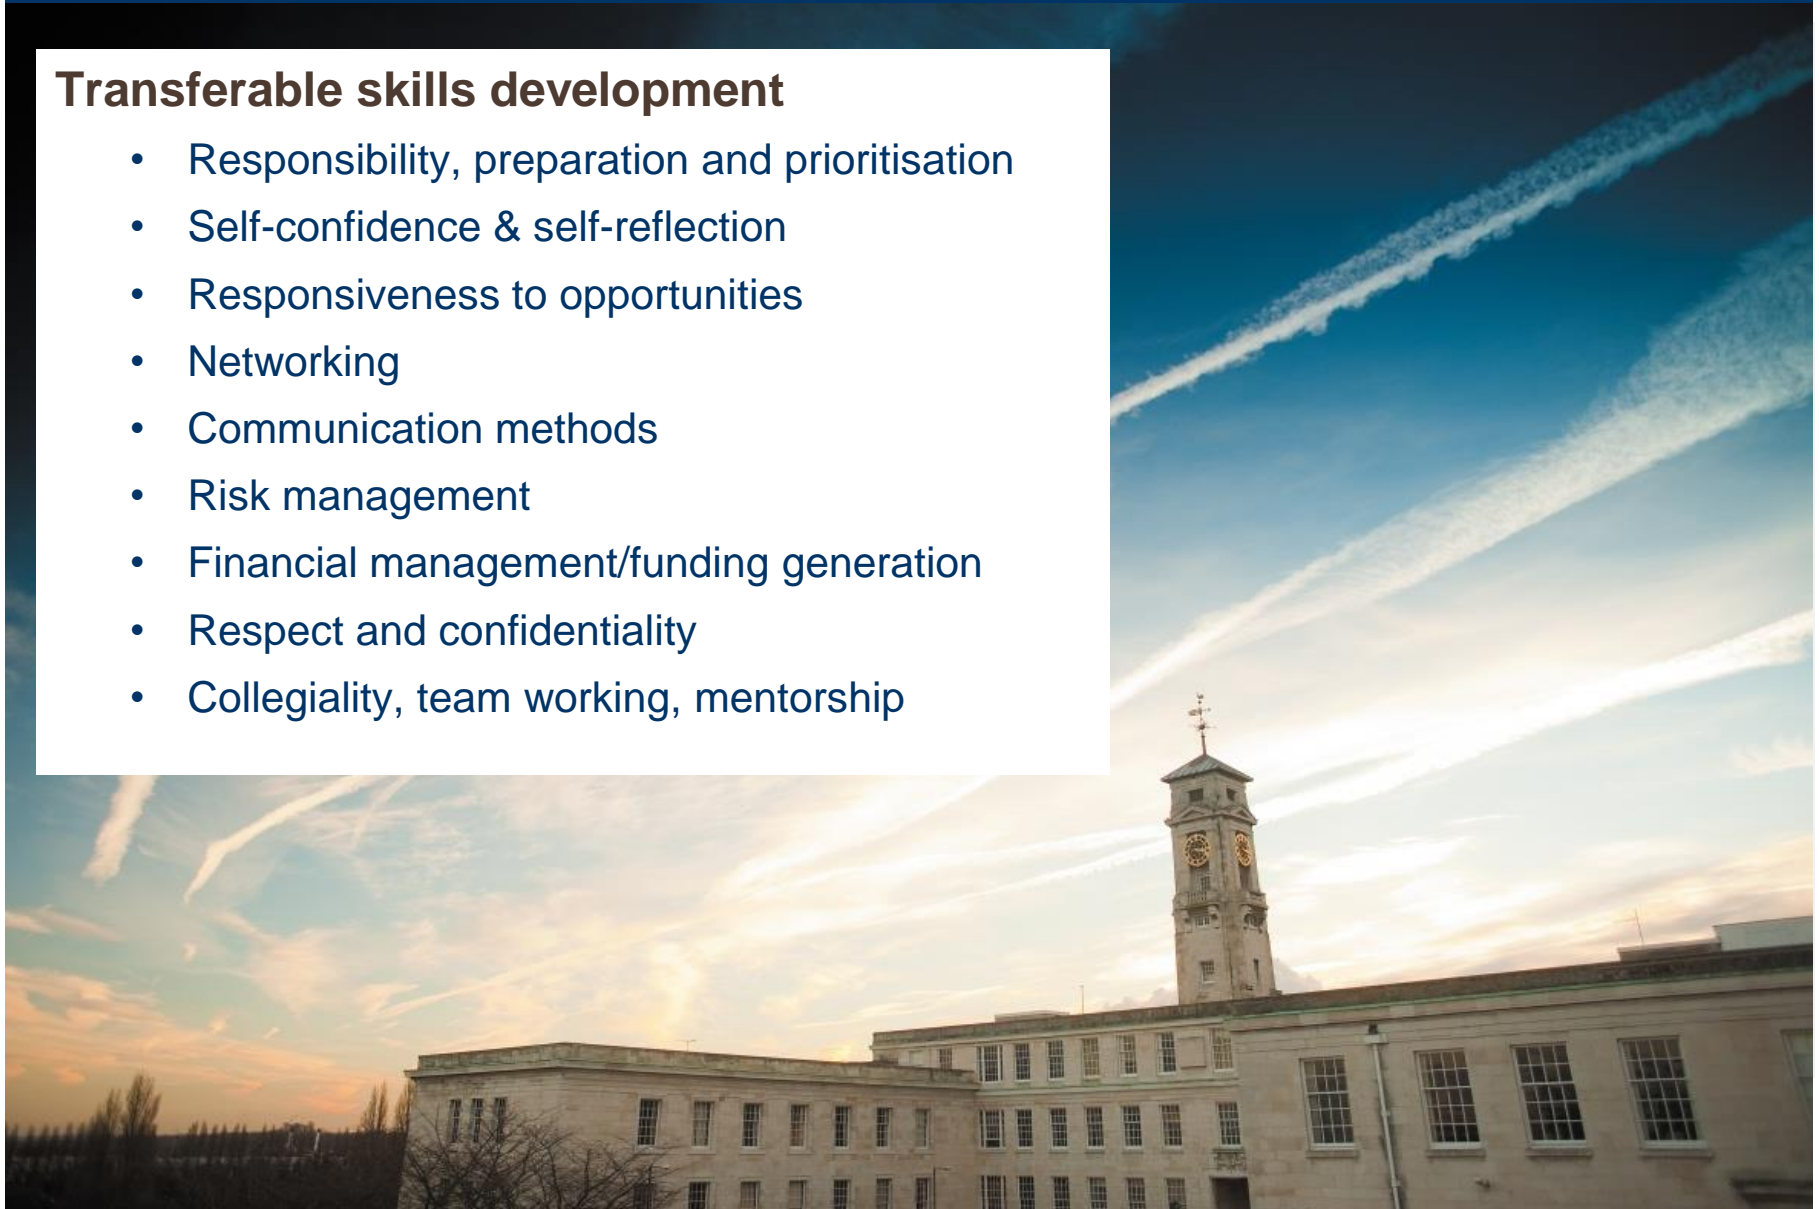 Transferable skills development
• Responsibility, preparation and prioritisation
• Self-confidence & self-reflection
• Responsiveness to opportunities
• Networking
• Communication methods
• Risk management
• Financial management/funding generation
• Respect and confidentiality
• Collegiality, team working, mentorship